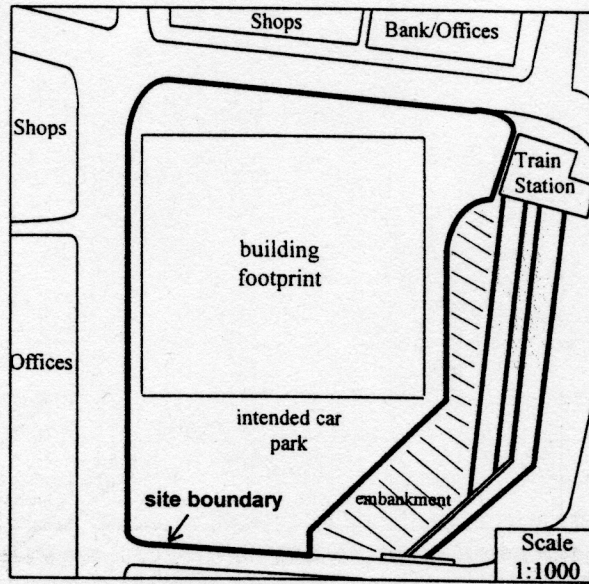 Shops
Bank/Offices
Shops
Train
Station
building
footprint
Offices
intended car
park
site boundary
embankment
Scale
1:1000